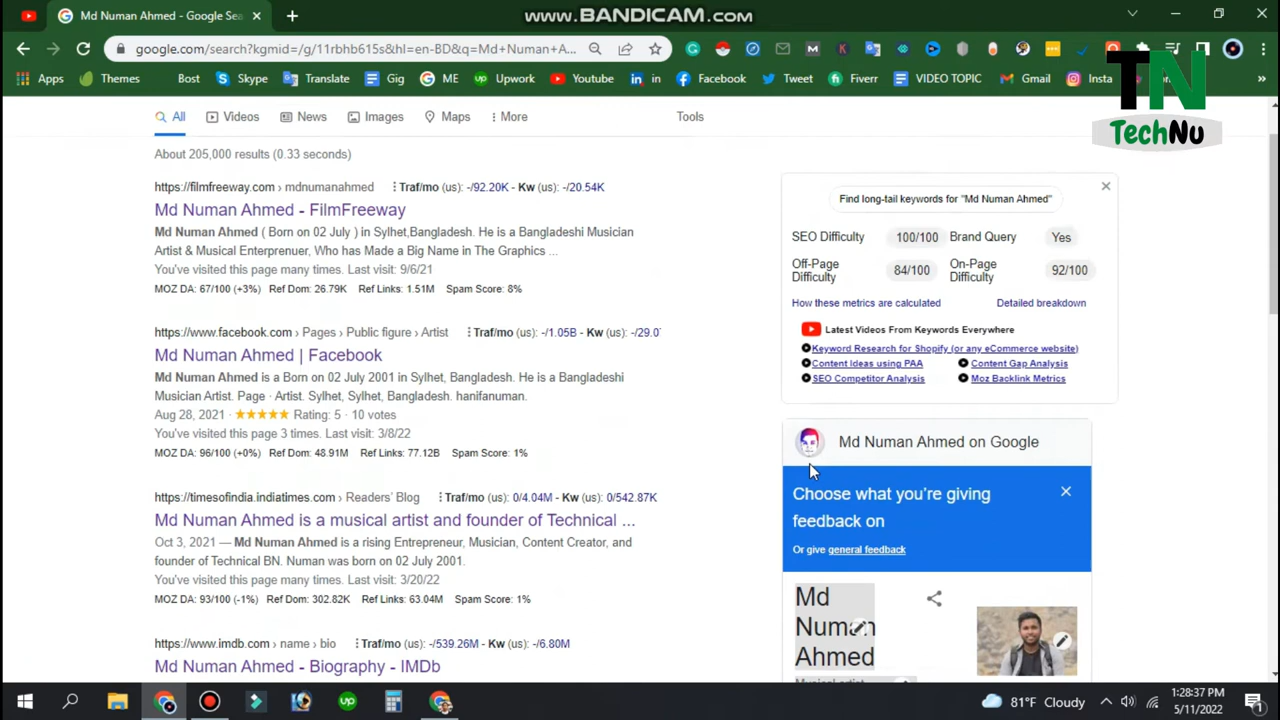 Md Numan Ahmed - Google Sea
www.BANDICAM.com
google.com/search?kgmid=/g/11rbhb615s&hl=en-BD&q=Md+Numan+A...
Apps Themes Bost Skype Translate Gig ME Upwork Youtube in Facebook Tweet Fiverr VIDEO TOPIC Gmail Insta »
TN
TechNu
All Videos News Images Maps More Tools
About 205,000 results (0.33 seconds)
https://filmfreeway.com › mdnumanahmed Traf/mo (us): -/92.20K - Kw (us): -/20.54K
Md Numan Ahmed - FilmFreeway
Md Numan Ahmed ( Born on 02 July ) in Sylhet,Bangladesh. He is a Bangladeshi Musician
Artist & Musical Enterprenuer, Who has Made a Big Name in The Graphics ...
You've visited this page many times. Last visit: 9/6/21
MOZ DA: 67/100 (+3%) Ref Dom: 26.79K Ref Links: 1.51M Spam Score: 8%
https://www.facebook.com › Pages › Public figure › Artist Traf/mo (us): -/1.05B - Kw (us): -/29.0
Md Numan Ahmed | Facebook
Md Numan Ahmed is a Born on 02 July 2001 in Sylhet, Bangladesh. He is a Bangladeshi
Musician Artist. Page · Artist. Sylhet, Sylhet, Bangladesh. hanifanuman.
Aug 28, 2021 · ★★★★★ Rating: 5 · 10 votes
You've visited this page 3 times. Last visit: 3/8/22
MOZ DA: 96/100 (+0%) Ref Dom: 48.91M Ref Links: 77.12B Spam Score: 1%
https://timesofindia.indiatimes.com › Readers' Blog Traf/mo (us): 0/4.04M - Kw (us): 0/542.87K
Md Numan Ahmed is a musical artist and founder of Technical ...
Oct 3, 2021 — Md Numan Ahmed is a rising Entrepreneur, Musician, Content Creator, and
founder of Technical BN. Numan was born on 02 July 2001.
You've visited this page many times. Last visit: 3/20/22
MOZ DA: 93/100 (-1%) Ref Dom: 302.82K Ref Links: 63.04M Spam Score: 1%
https://www.imdb.com › name › bio Traf/mo (us): -/539.26M - Kw (us): -/6.80M
Md Numan Ahmed - Biography - IMDb
Find long-tail keywords for "Md Numan Ahmed"
SEO Difficulty 100/100 Brand Query Yes
Off-Page Difficulty 84/100 On-Page Difficulty 92/100
How these metrics are calculated Detailed breakdown
Latest Videos From Keywords Everywhere
Keyword Research for Shopify (or any eCommerce website)
Content Ideas using PAA Content Gap Analysis
SEO Competitor Analysis Moz Backlink Metrics
Md Numan Ahmed on Google
Choose what you're giving
feedback on
Or give general feedback
Md
Numan
Ahmed
Musical artist
81°F Cloudy
1:28:37 PM
5/11/2022